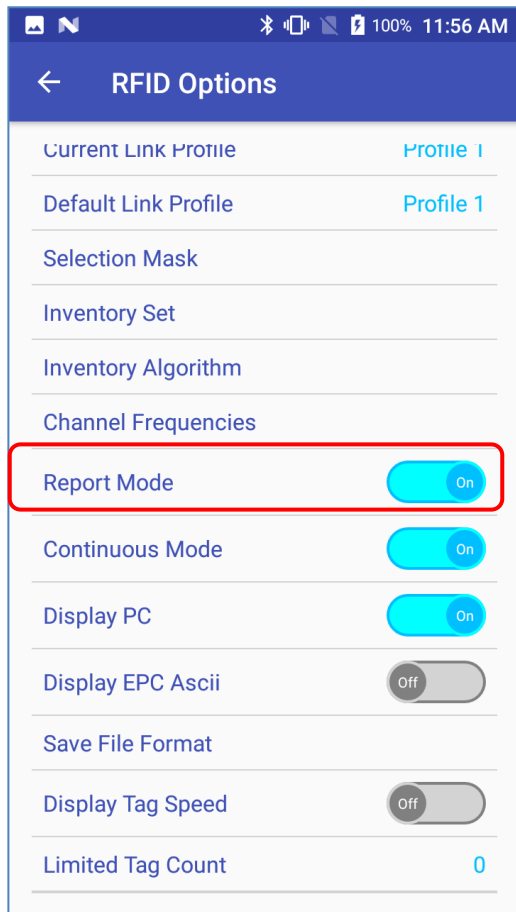 100% 11:56 AM
RFID Options
Current Link Profile Profile 1
Default Link Profile Profile 1
Selection Mask
Inventory Set
Inventory Algorithm
Channel Frequencies
Report Mode On
Continuous Mode On
Display PC On
Display EPC Ascii Off
Save File Format
Display Tag Speed Off
Limited Tag Count 0